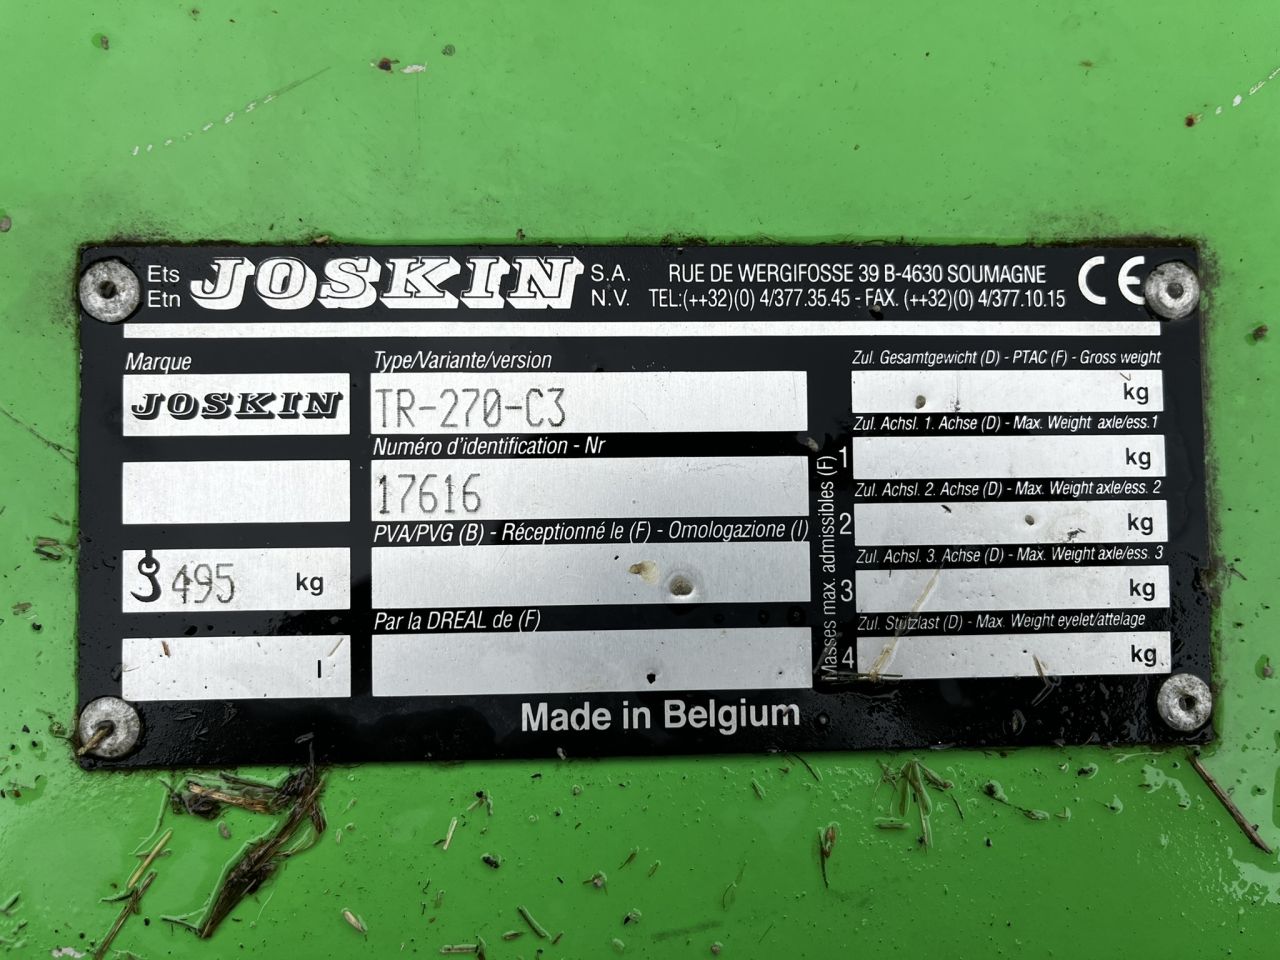 Ets Etn JOSKIN S.A. N.V.
RUE DE WERGIFOSSE 39 B-4630 SOUMAGNE
TEL:(++32)(0) 4/377.35.45 - FAX. (++32)(0) 4/377.10.15
CE
Marque
JOSKIN
495 kg
l
Type/Variante/version
TR-270-C3
Numéro d'identification - Nr
17616
PVA/PVG (B) - Réceptionné le (F) - Omologazione (I)
Par la DREAL de (F)
Masses max. admissibles (F)
Zul. Gesamtgewicht (D) - PTAC (F) - Gross weight
kg
Zul. Achsl. 1. Achse (D) - Max. Weight axle/ess.1
1 kg
Zul. Achsl. 2. Achse (D) - Max. Weight axle/ess. 2
2 kg
Zul. Achsl. 3. Achse (D) - Max. Weight axle/ess. 3
3 kg
Zul. Stützlast (D) - Max. Weight eyelet/attelage
4 kg
Made in Belgium